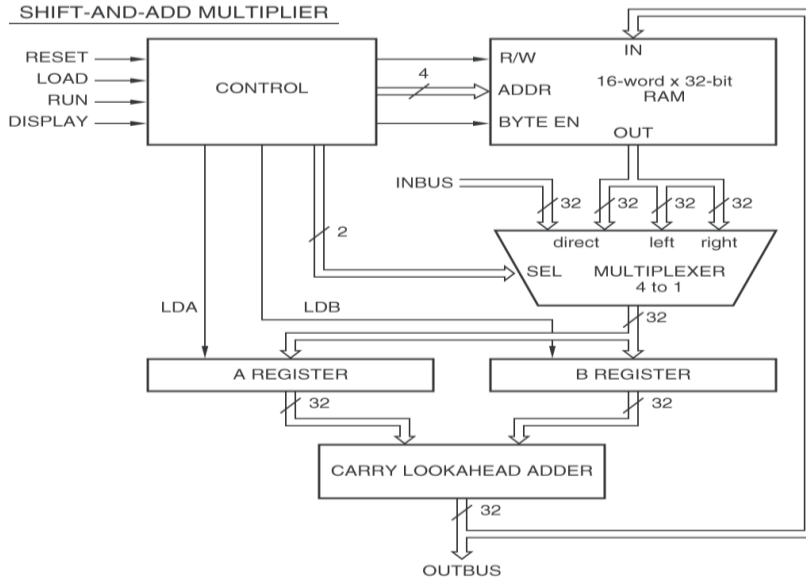 SHIFT-AND-ADD MULTIPLIER
RESET
LOAD
RUN
DISPLAY
CONTROL
4
R/W
ADDR
BYTE EN
IN
16-word x 32-bit
RAM
OUT
INBUS
32
32
32
32
2
direct
left
right
SEL
MULTIPLEXER
4 to 1
LDA
LDB
32
A REGISTER
B REGISTER
32
32
CARRY LOOKAHEAD ADDER
32
OUTBUS